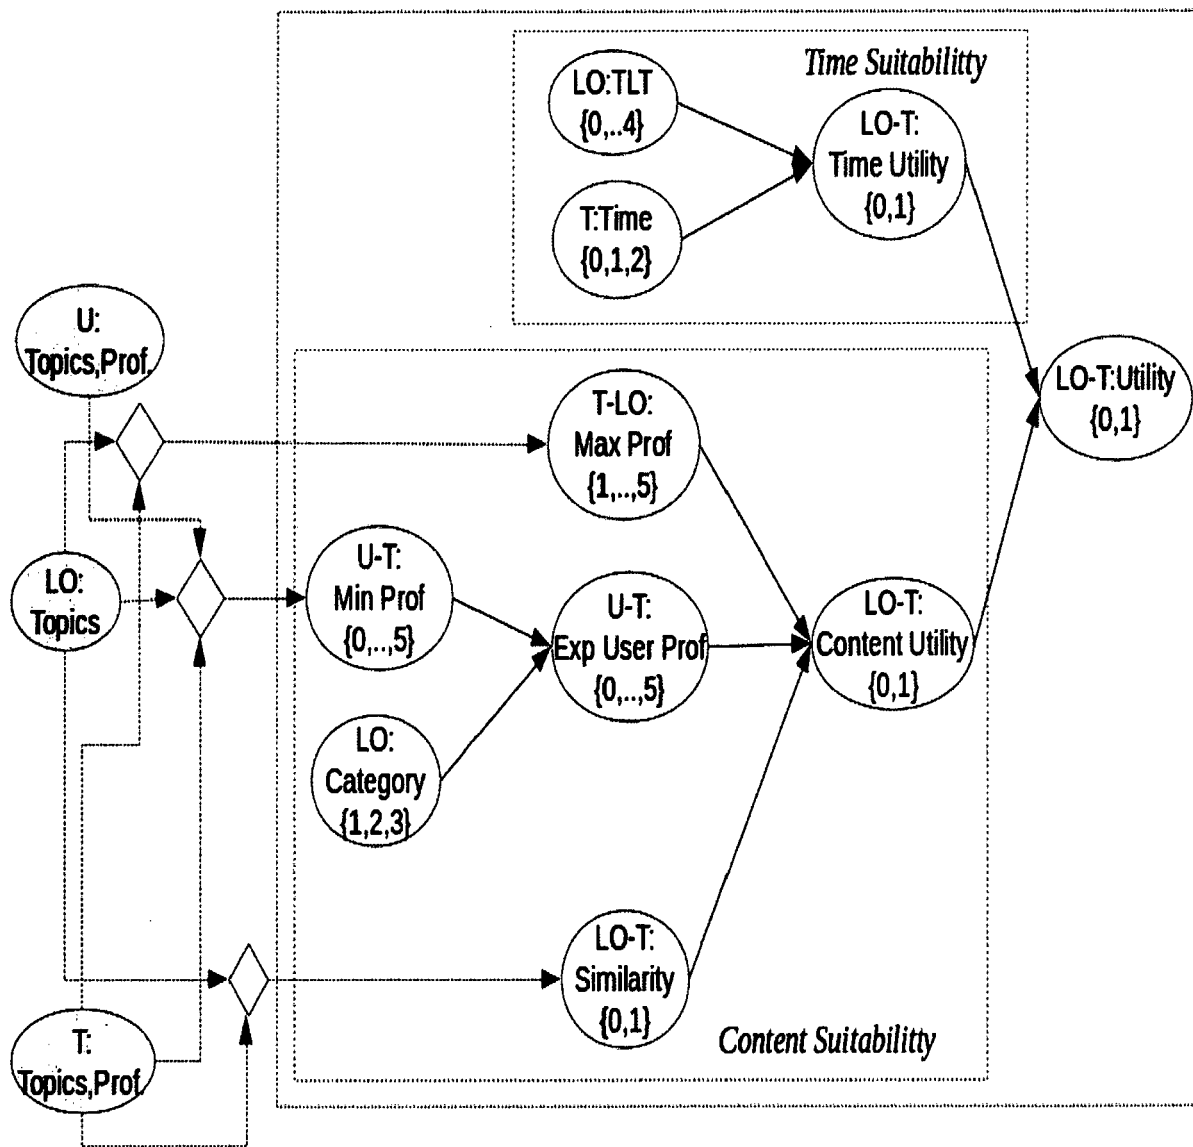 Time Suitabilitty
LO:TLT
{0,..4}
LO-T:
Time Utility
{0,1}
T:Time
{0,1,2}
U:
Topics,Prof.
LO-T:Utility
{0,1}
T-LO:
Max Prof
{1,..,5}
LO:
Topics
U-T:
Min Prof
{0,..,5}
U-T:
Exp User Prof
{0,..,5}
LO-T:
Content Utility
{0,1}
LO:
Category
{1,2,3}
LO-T:
Similarity
{0,1}
Content Suitabilitty
T:
Topics,Prof.